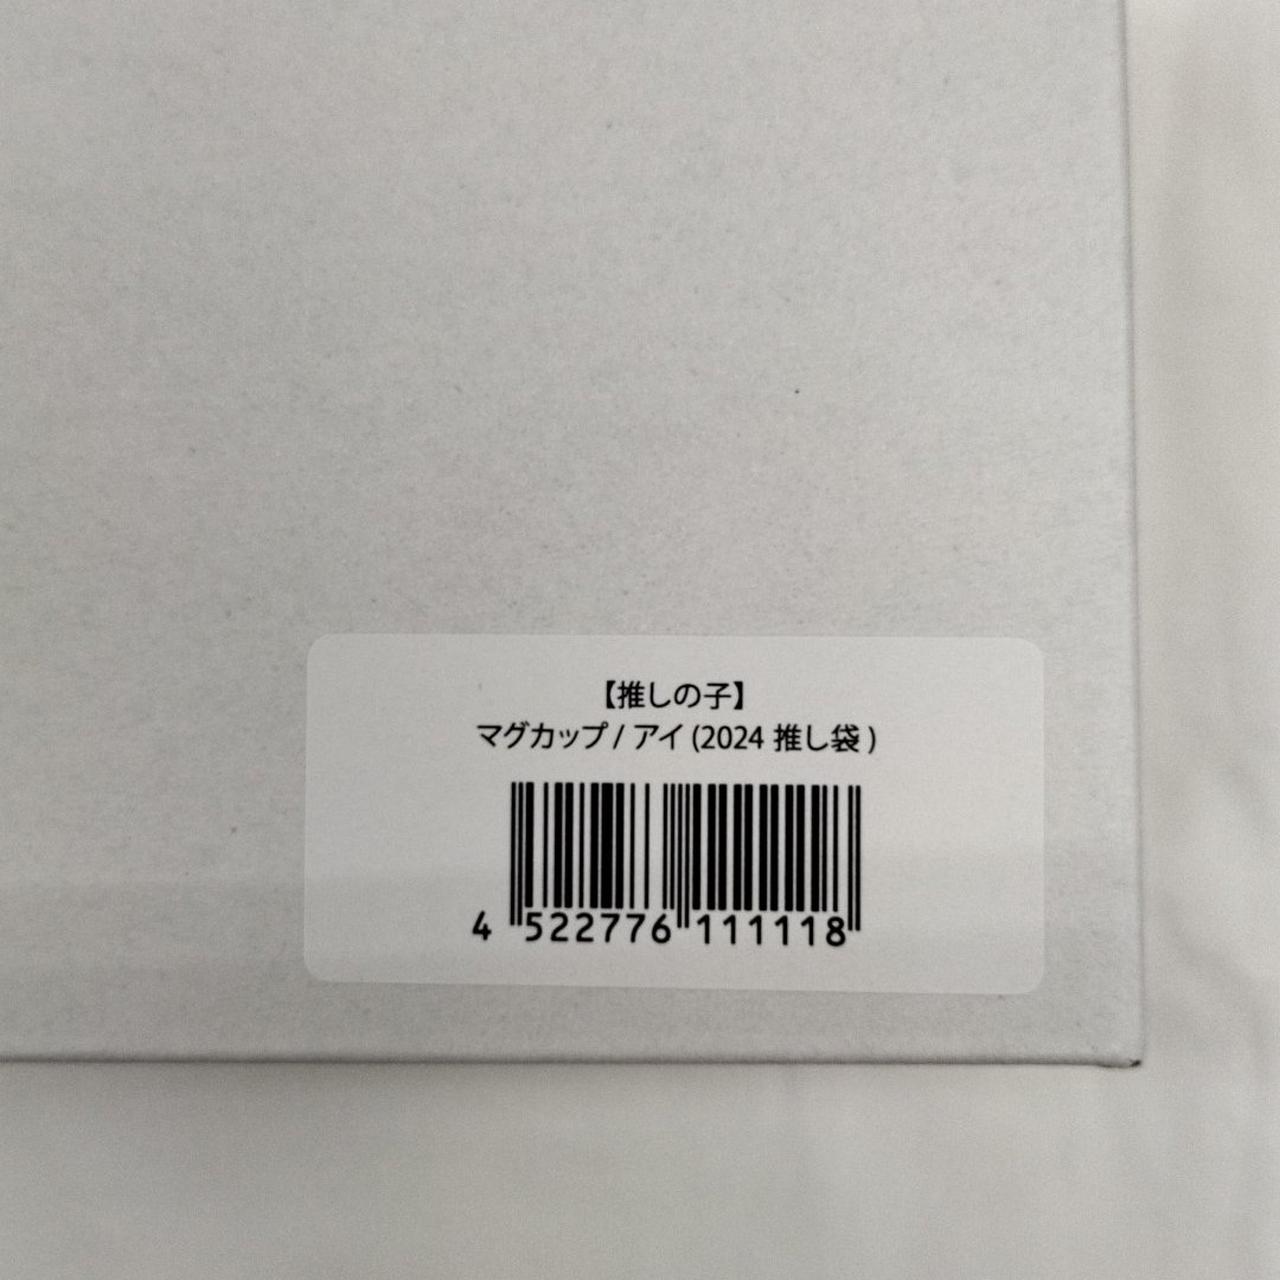 【推しの子】
マグカップ / アイ (2024 推し袋 )
4 522776 111118